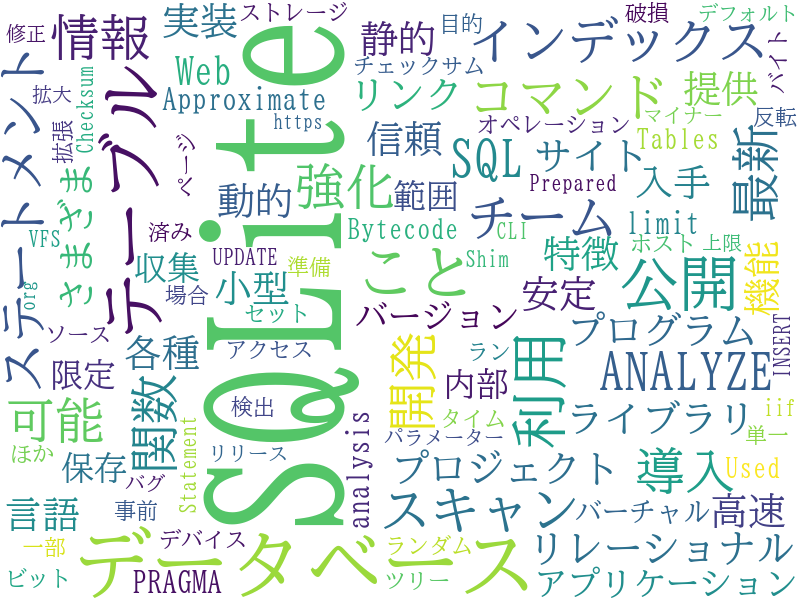 ストレージ
破損
デフォルト
修正
情報
実装
静的
目的
インデックス
バイト
Web
チェックサム
拡大
Checksum
Approximate
リンク
コマンド
提供
マイナー
反転
https
オペレーション
Tables
拡張
テーブル
SQLite
信頼
SQL
サイト
最新
ステートメント
さまざま
ページ
動的
強化
範囲
Prepared
入手
チーム
limit
Bytecode
CLI
VFS
済み
UPDATE
準備
こと
Shim
特徴
ホスト
上限
機能
org
収集
場合
小型
セット
バージョン
安定
公開
INSERT
ソース
アクセス
プログラム
限定
各種
開発
ラン
内部
利用
ANALYZE
可能
関数
検出
タイム
ライブラリ
iif
ほか
保存
Statement
リリース
analysis
パラメーター
単一
バグ
プロジェクト
導入
Used
言語
事前
スキャン
バーチャル
高速
一部
デバイス
データベース
ランダム
リレーショナル
ビット
PRAGMA
ツリー
アプリケーション